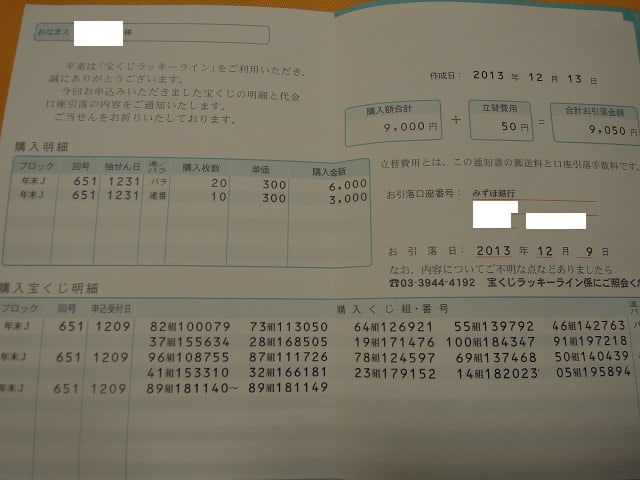 おなまえ 様
平素は「宝くじラッキーライン」をご利用いただき、
誠にありがとうございます。
今回お申込みいただきました宝くじの明細と代金
口座引落の内容をご通知いたします。
ご当せんをお祈りいたしております。
作成日: 2013 年 12 月 13 日
購入額合計 立替費用 合計お引落金額
9,000円 + 50円 = 9,050円
立替費用とは、この通知書の郵送料と口座引落手数料です。
お引落口座番号: みずほ銀行
お引落日: 2013 年 12 月 9 日
なお、内容についてご不明な点などありましたら
☎03-3944-4192 宝くじラッキーライン係にご照会く
購入明細
ブロック 回号 抽せん日 連/バラ 購入枚数 単価 購入金額
年末J 651 1231 バラ 20 300 6,000
年末J 651 1231 連番 10 300 3,000
購入宝くじ明細
ブロック 回号 申込受付日 購入くじ組・番号
年末J 651 1209 82組100079 73組113050 64組126921 55組139792 46組142763
37組155634 28組168505 19組171476 100組184347 91組197218
年末J 651 1209 96組108755 87組111726 78組124597 69組137468 50組140439
41組153310 32組166181 23組179152 14組182023 05組195894
年末J 651 1209 89組181140～ 89組181149